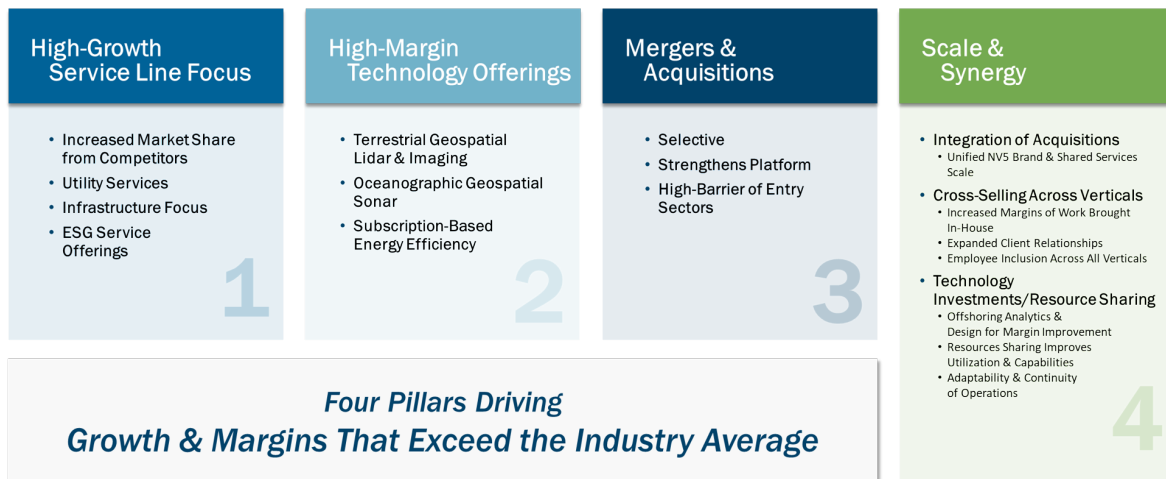 High-Growth
Service Line Focus
• Increased Market Share
from Competitors
• Utility Services
• Infrastructure Focus
• ESG Service
Offerings
1
High-Margin
Technology Offerings
• Terrestrial Geospatial
Lidar & Imaging
• Oceanographic Geospatial
Sonar
• Subscription-Based
Energy Efficiency
2
Mergers &
Acquisitions
• Selective
• Strengthens Platform
• High-Barrier of Entry
Sectors
3
Scale &
Synergy
• Integration of Acquisitions
• Unified NV5 Brand & Shared Services
Scale
• Cross-Selling Across Verticals
• Increased Margins of Work Brought
In-House
• Expanded Client Relationships
• Employee Inclusion Across All Verticals
• Technology
Investments/Resource Sharing
• Offshoring Analytics &
Design for Margin Improvement
• Resources Sharing Improves
Utilization & Capabilities
• Adaptability & Continuity
of Operations
4
Four Pillars Driving
Growth & Margins That Exceed the Industry Average